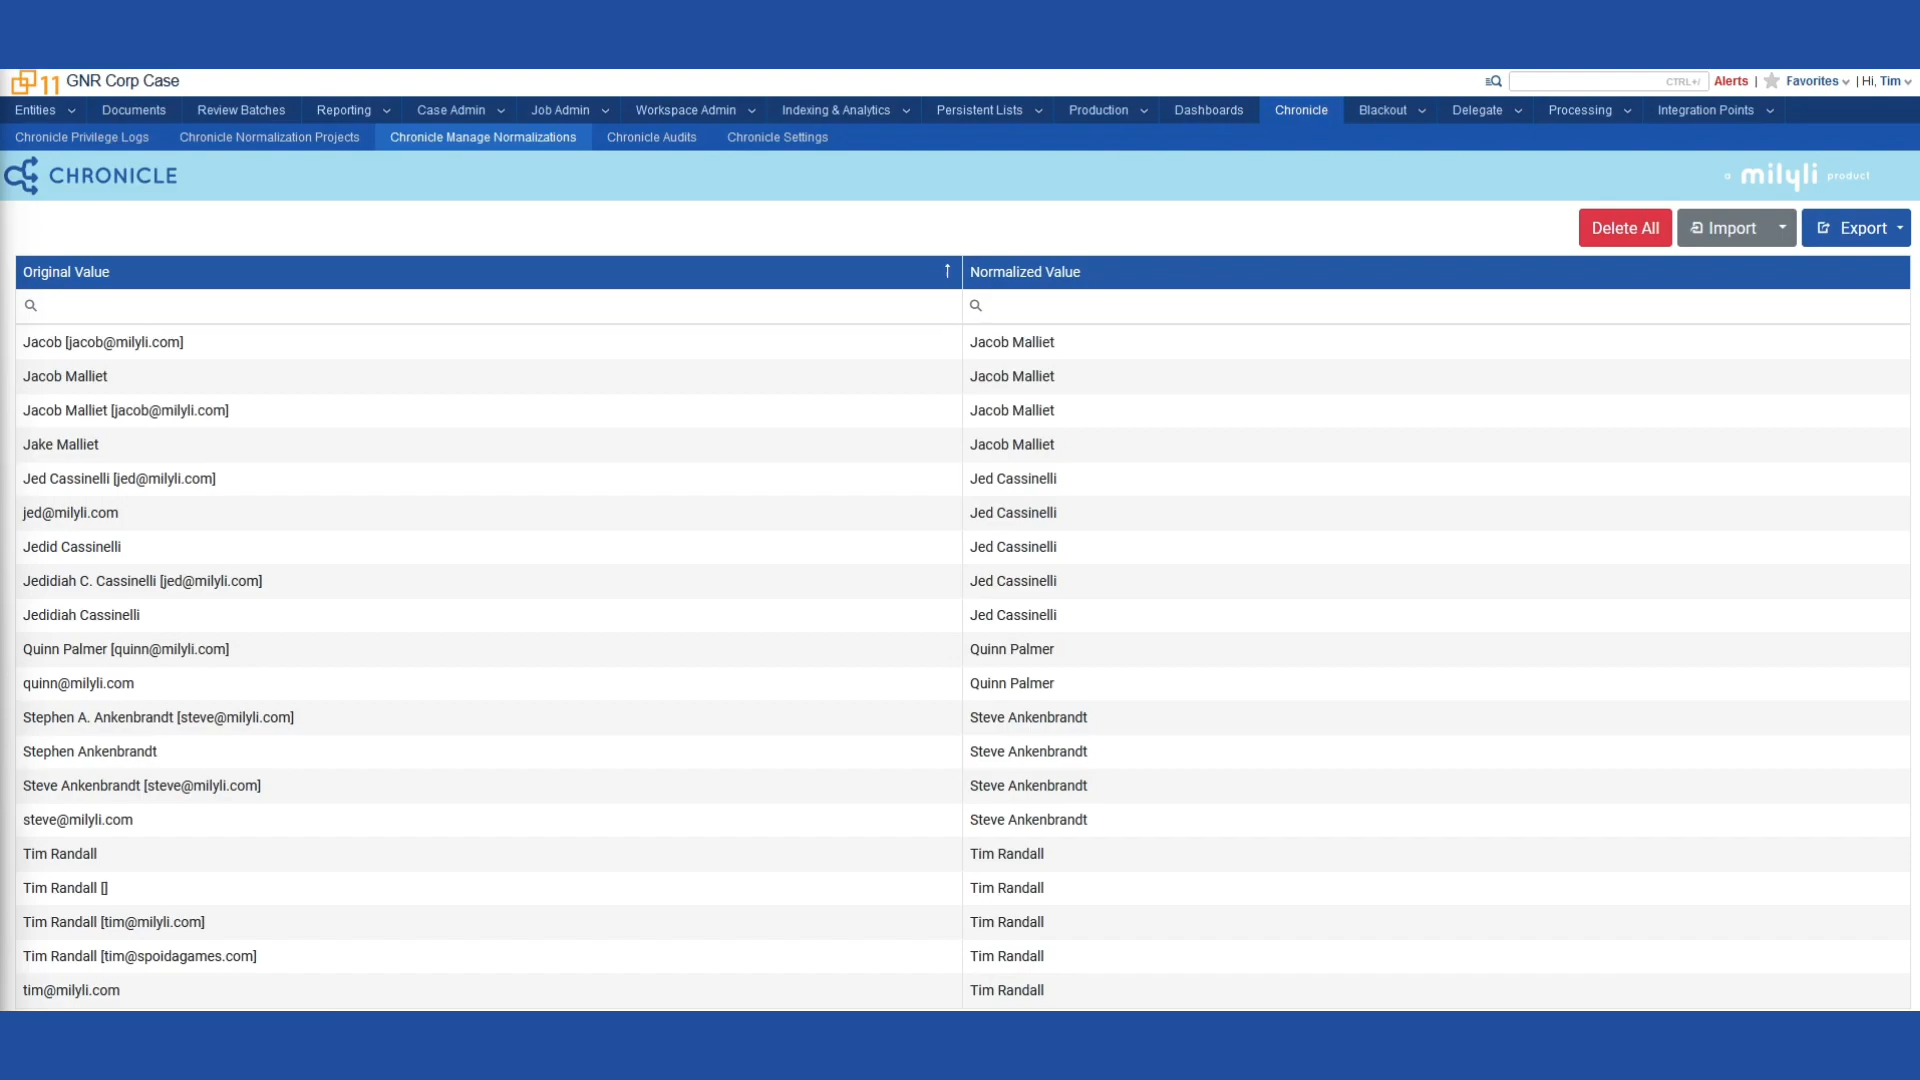 11 GNR Corp Case CTRL+/ Alerts | Favorites | Hi, Tim
Entities Documents Review Batches Reporting Case Admin Job Admin Workspace Admin Indexing & Analytics Persistent Lists Production Dashboards Chronicle Blackout Delegate Processing Integration Points
Chronicle Privilege Logs Chronicle Normalization Projects Chronicle Manage Normalizations Chronicle Audits Chronicle Settings
CHRONICLE a milyli product
Delete All Import Export
Original Value Normalized Value
Jacob [jacob@milyli.com] Jacob Malliet
Jacob Malliet Jacob Malliet
Jacob Malliet [jacob@milyli.com] Jacob Malliet
Jake Malliet Jacob Malliet
Jed Cassinelli [jed@milyli.com] Jed Cassinelli
jed@milyli.com Jed Cassinelli
Jedid Cassinelli Jed Cassinelli
Jedidiah C. Cassinelli [jed@milyli.com] Jed Cassinelli
Jedidiah Cassinelli Jed Cassinelli
Quinn Palmer [quinn@milyli.com] Quinn Palmer
quinn@milyli.com Quinn Palmer
Stephen A. Ankenbrandt [steve@milyli.com] Steve Ankenbrandt
Stephen Ankenbrandt Steve Ankenbrandt
Steve Ankenbrandt [steve@milyli.com] Steve Ankenbrandt
steve@milyli.com Steve Ankenbrandt
Tim Randall Tim Randall
Tim Randall [] Tim Randall
Tim Randall [tim@milyli.com] Tim Randall
Tim Randall [tim@spoidagames.com] Tim Randall
tim@milyli.com Tim Randall